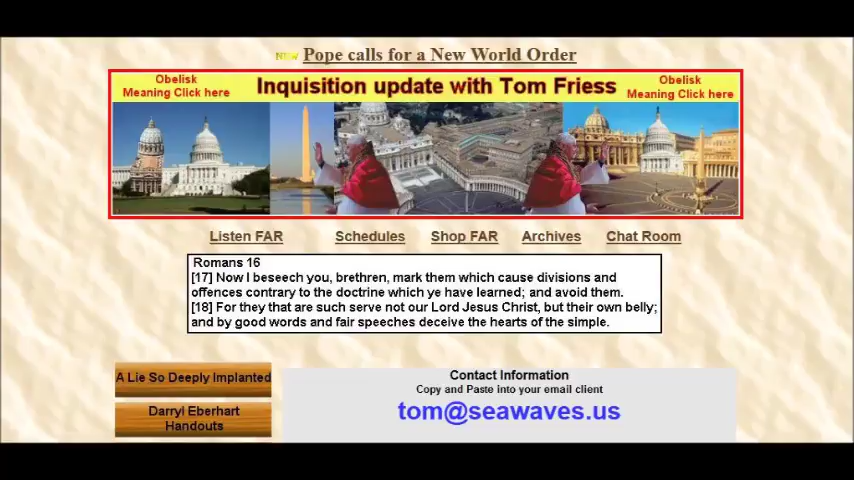 NEW Pope calls for a New World Order
Obelisk
Meaning Click here
Inquisition update with Tom Friess
Obelisk
Meaning Click here
Listen FAR
Schedules
Shop FAR
Archives
Chat Room
Romans 16
[17] Now I beseech you, brethren, mark them which cause divisions and
offences contrary to the doctrine which ye have learned; and avoid them.
[18] For they that are such serve not our Lord Jesus Christ, but their own belly;
and by good words and fair speeches deceive the hearts of the simple.
A Lie So Deeply Implanted
Darryl Eberhart
Handouts
Contact Information
Copy and Paste into your email client
tom@seawaves.us